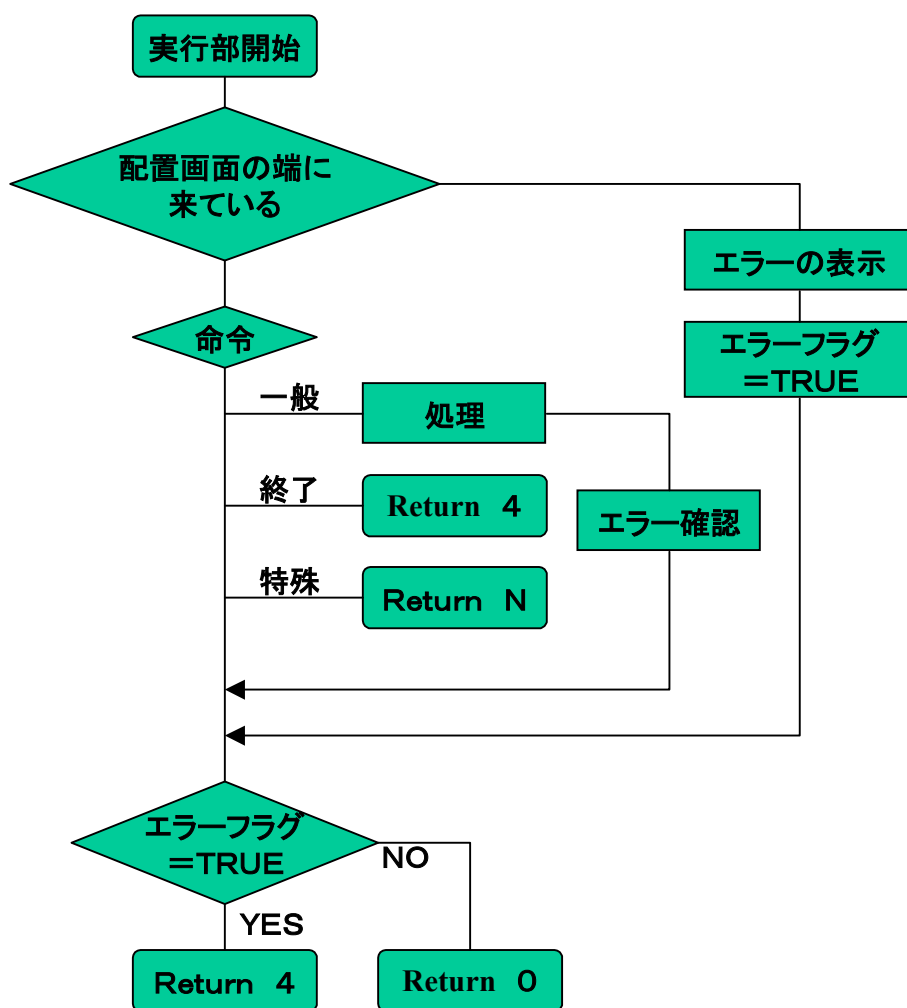 実行部開始
配置画面の端に
来ている
エラーの表示
命令
エラーフラグ
＝TRUE
一般
処理
終了
Return 4
エラー確認
特殊
Return N
エラーフラグ
＝TRUE
NO
YES
Return 4
Return 0